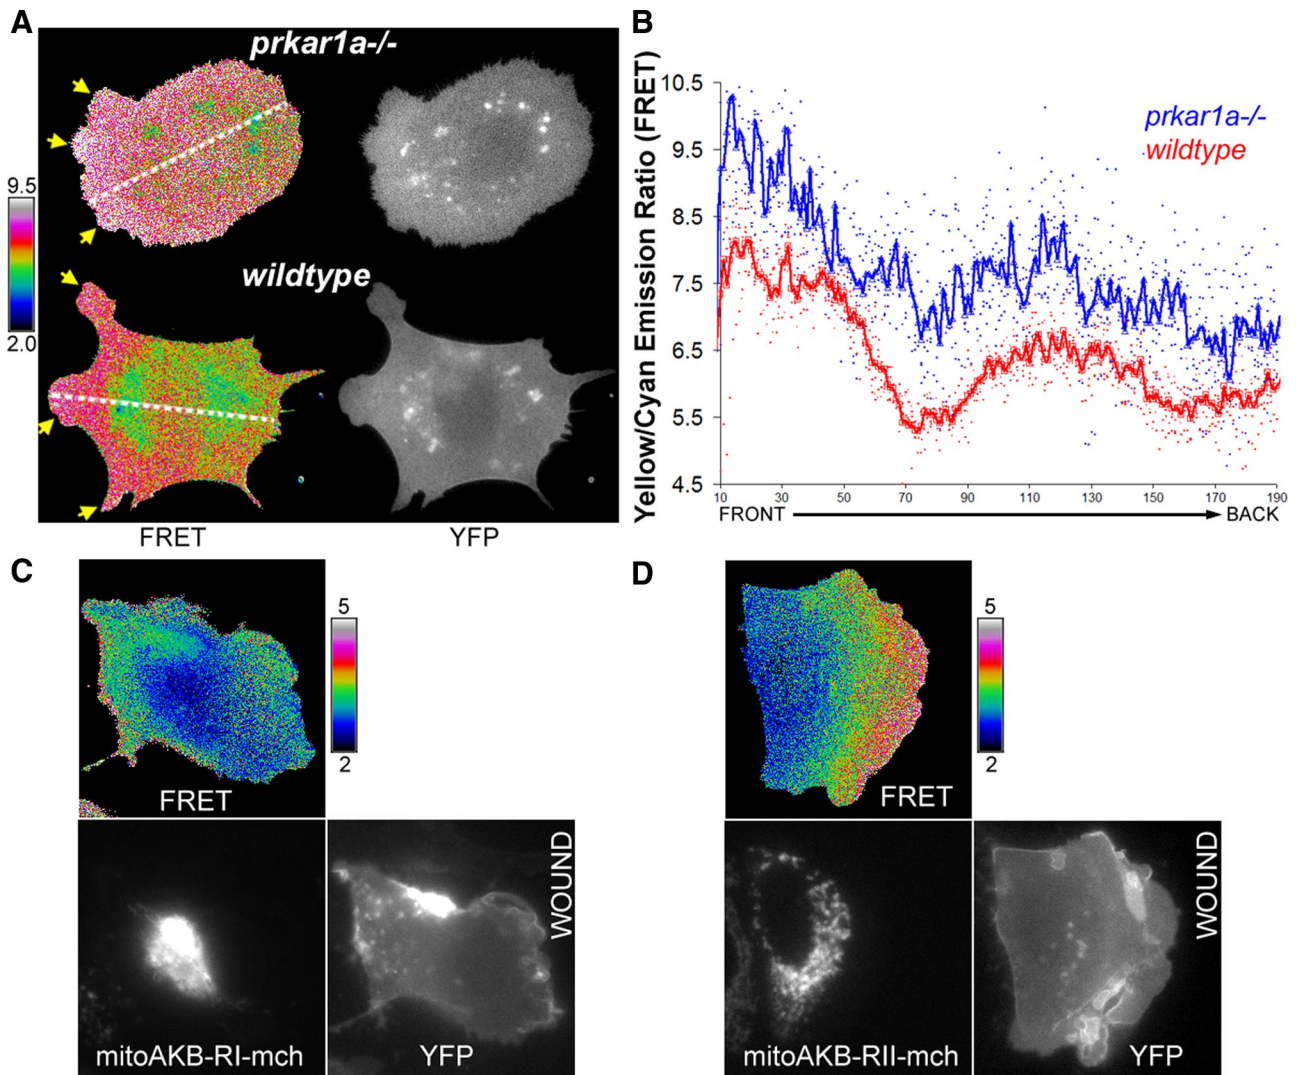 A
prkar1a-/-
9.5
2.0
wildtype
FRET
YFP
B
Yellow/Cyan Emission Ratio (FRET)
10.5
9.5
8.5
7.5
6.5
5.5
4.5
prkar1a-/-
wildtype
10 30 50 70 90 110 130 150 170 190
FRONT BACK
C
FRET
5
2
mitoAKB-RI-mch
YFP
WOUND
D
FRET
5
2
mitoAKB-RII-mch
YFP
WOUND